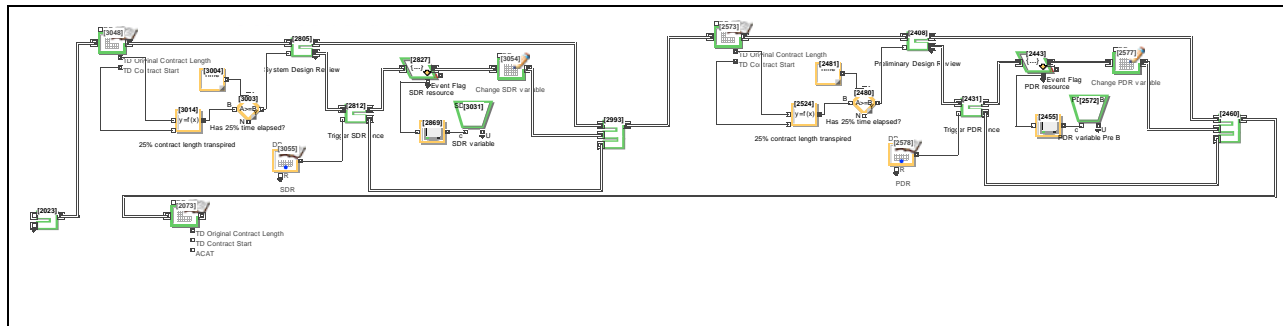 [3048]
TD Original Contract Length
TD Contract Start
[3004]
[3003]
B
A>=B
N
Has 25% time elapsed?
[3014]
y=f(x)
25% contract length transpired
[2805]
System Design Review
[2812]
Trigger SDR once
[3055]
R
SDR
[2827]
Event Flag
SDR resource
[3054]
Change SDR variable
[3031]
C
U
SDR variable
[2869]
[2993]
[2573]
TD Original Contract Length
TD Contract Start
[2481]
[2480]
B
A>=B
N
Has 25% time elapsed?
[2524]
y=f(x)
25% contract length transpired
[2408]
Preliminary Design Review
[2431]
Trigger PDR once
[2578]
R
PDR
[2443]
Event Flag
PDR resource
[2577]
Change PDR variable
[2572]
C
U
PDR variable Pre B
[2455]
[2460]
[2023]
[2073]
TD Original Contract Length
TD Contract Start
ACAT